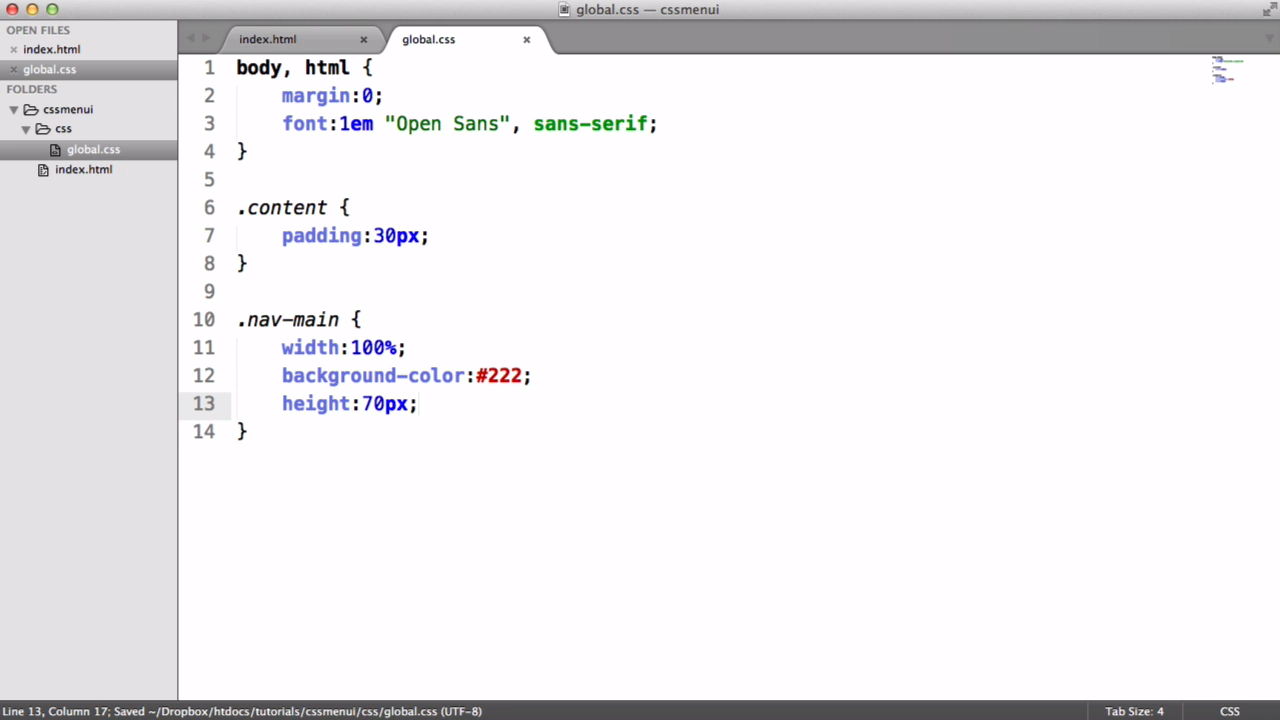 global.css — cssmenui
OPEN FILES
index.html
global.css
FOLDERS
cssmenui
css
global.css
index.html
index.html
global.css
1 body, html {
2 margin:0;
3 font:1em "Open Sans", sans-serif;
4 }
5
6 .content {
7 padding:30px;
8 }
9
10 .nav-main {
11 width:100%;
12 background-color:#222;
13 height:70px;
14 }
Line 13, Column 17; Saved ~/Dropbox/htdocs/tutorials/cssmenui/css/global.css (UTF-8)
Tab Size: 4
CSS